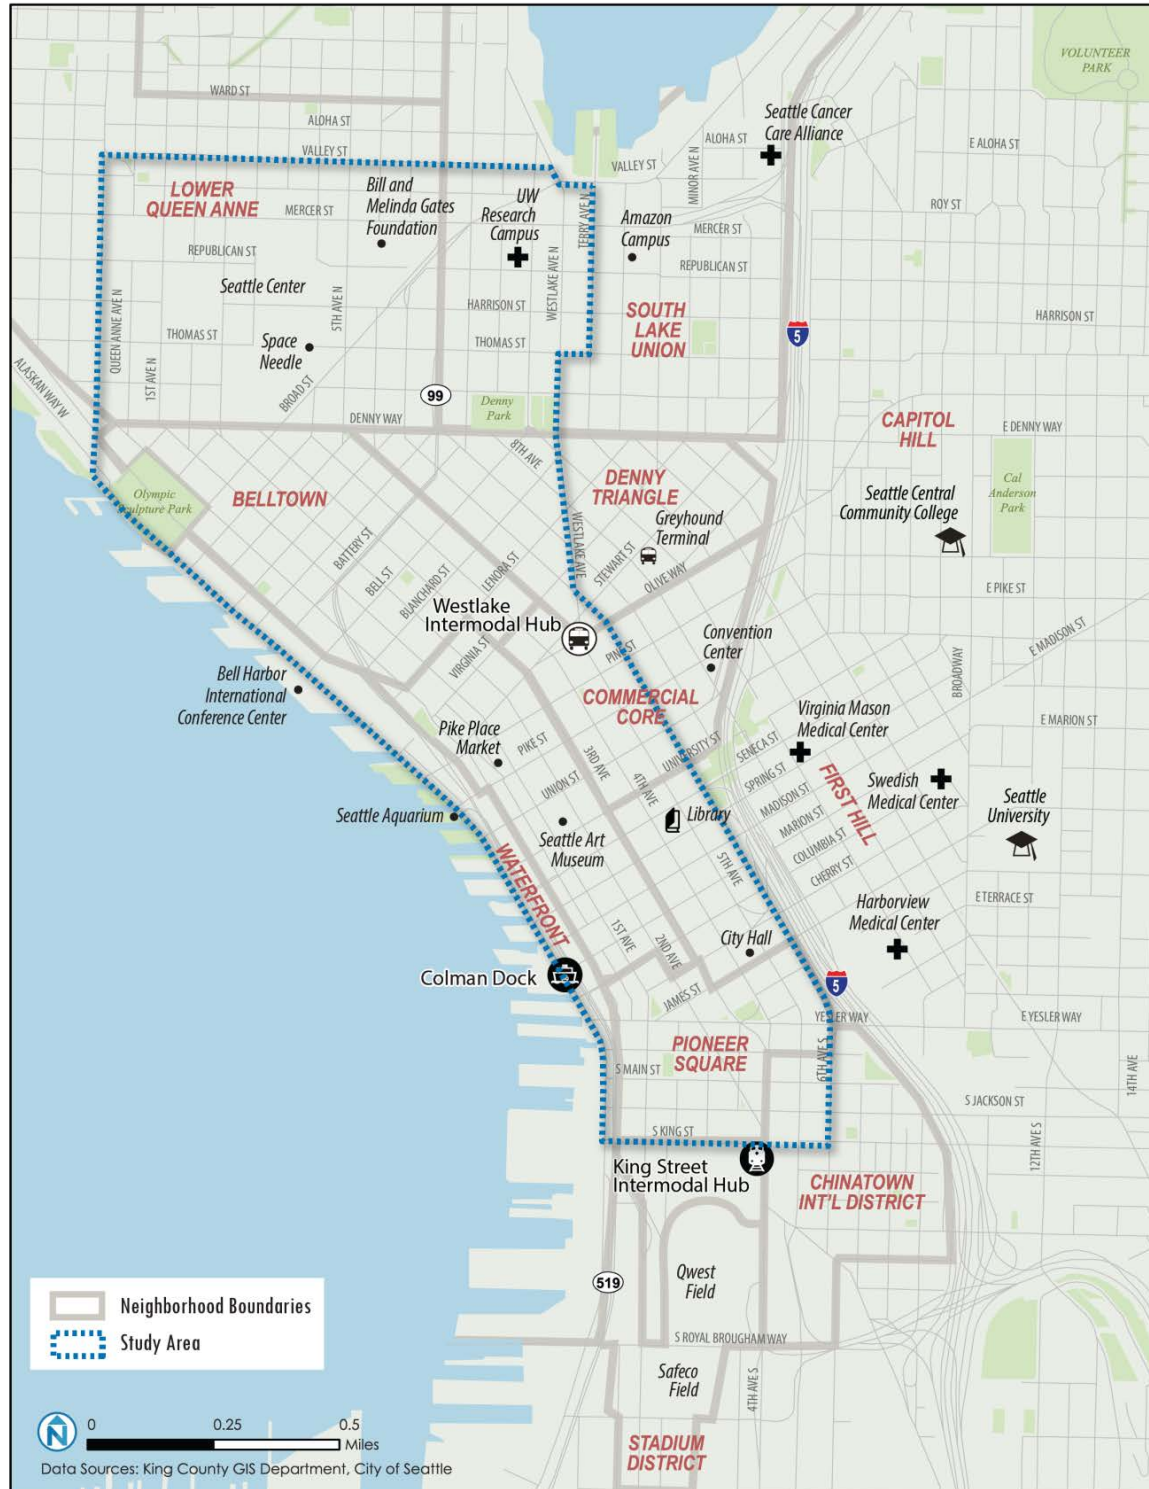 VOLUNTEER
PARK
WARD ST
ALOHA ST
VALLEY ST
Seattle Cancer
Care Alliance
ALOHA ST
VALLEY ST
MINOR AVE N
E ALOHA ST
LOWER
QUEEN ANNE
Bill and
Melinda Gates
Foundation
UW
Research
Campus
TERRY AVE N
Amazon
Campus
MERCER ST
MERCER ST
ROY ST
REPUBLICAN ST
REPUBLICAN ST
WESTLAKE AVE N
Seattle Center
5TH AVE N
HARRISON ST
SOUTH
LAKE
UNION
HARRISON ST
QUEEN ANNE AVE N
1ST AVE N
THOMAS ST
Space
Needle
THOMAS ST
5
ALASKAN WAY W
BROAD ST
99
Denny
Park
DENNY WAY
CAPITOL
HILL
E DENNY WAY
8TH AVE
Olympic
Sculpture Park
BELLTOWN
DENNY
TRIANGLE
Seattle Central
Community College
Cal
Anderson
Park
Greyhound
Terminal
WESTLAKE AVE
STEWART ST
OLIVE WAY
BATTERY ST
BELL ST
BLANCHARD ST
LENORA ST
E PIKE ST
Westlake
Intermodal Hub
VIRGINIA ST
PINE ST
Convention
Center
E MADISON ST
BROADWAY
Bell Harbor
International
Conference Center
COMMERCIAL
CORE
Virginia Mason
Medical Center
E MARION ST
Pike Place
Market
PIKE ST
3RD AVE
UNIVERSITY ST
SENECA ST
SPRING ST
UNION ST
4TH AVE
MADISON ST
MARION ST
COLUMBIA ST
CHERRY ST
FIRST HILL
Swedish
Medical Center
Seattle
University
Seattle Aquarium
Seattle Art
Museum
Library
WATERFRONT
5TH AVE
E TERRACE ST
Harborview
Medical Center
1ST AVE
2ND AVE
City Hall
Colman Dock
JAMES ST
5
YESLER WAY
E YESLER WAY
PIONEER
SQUARE
6TH AVE S
S MAIN ST
14TH AVE
S JACKSON ST
S KING ST
12TH AVE S
King Street
Intermodal Hub
CHINATOWN
INT'L DISTRICT
519
Qwest
Field
S ROYAL BROUGHAM WAY
Safeco
Field
4TH AVE S
STADIUM
DISTRICT
Neighborhood Boundaries
Study Area
N
0 0.25 0.5
Miles
Data Sources: King County GIS Department, City of Seattle